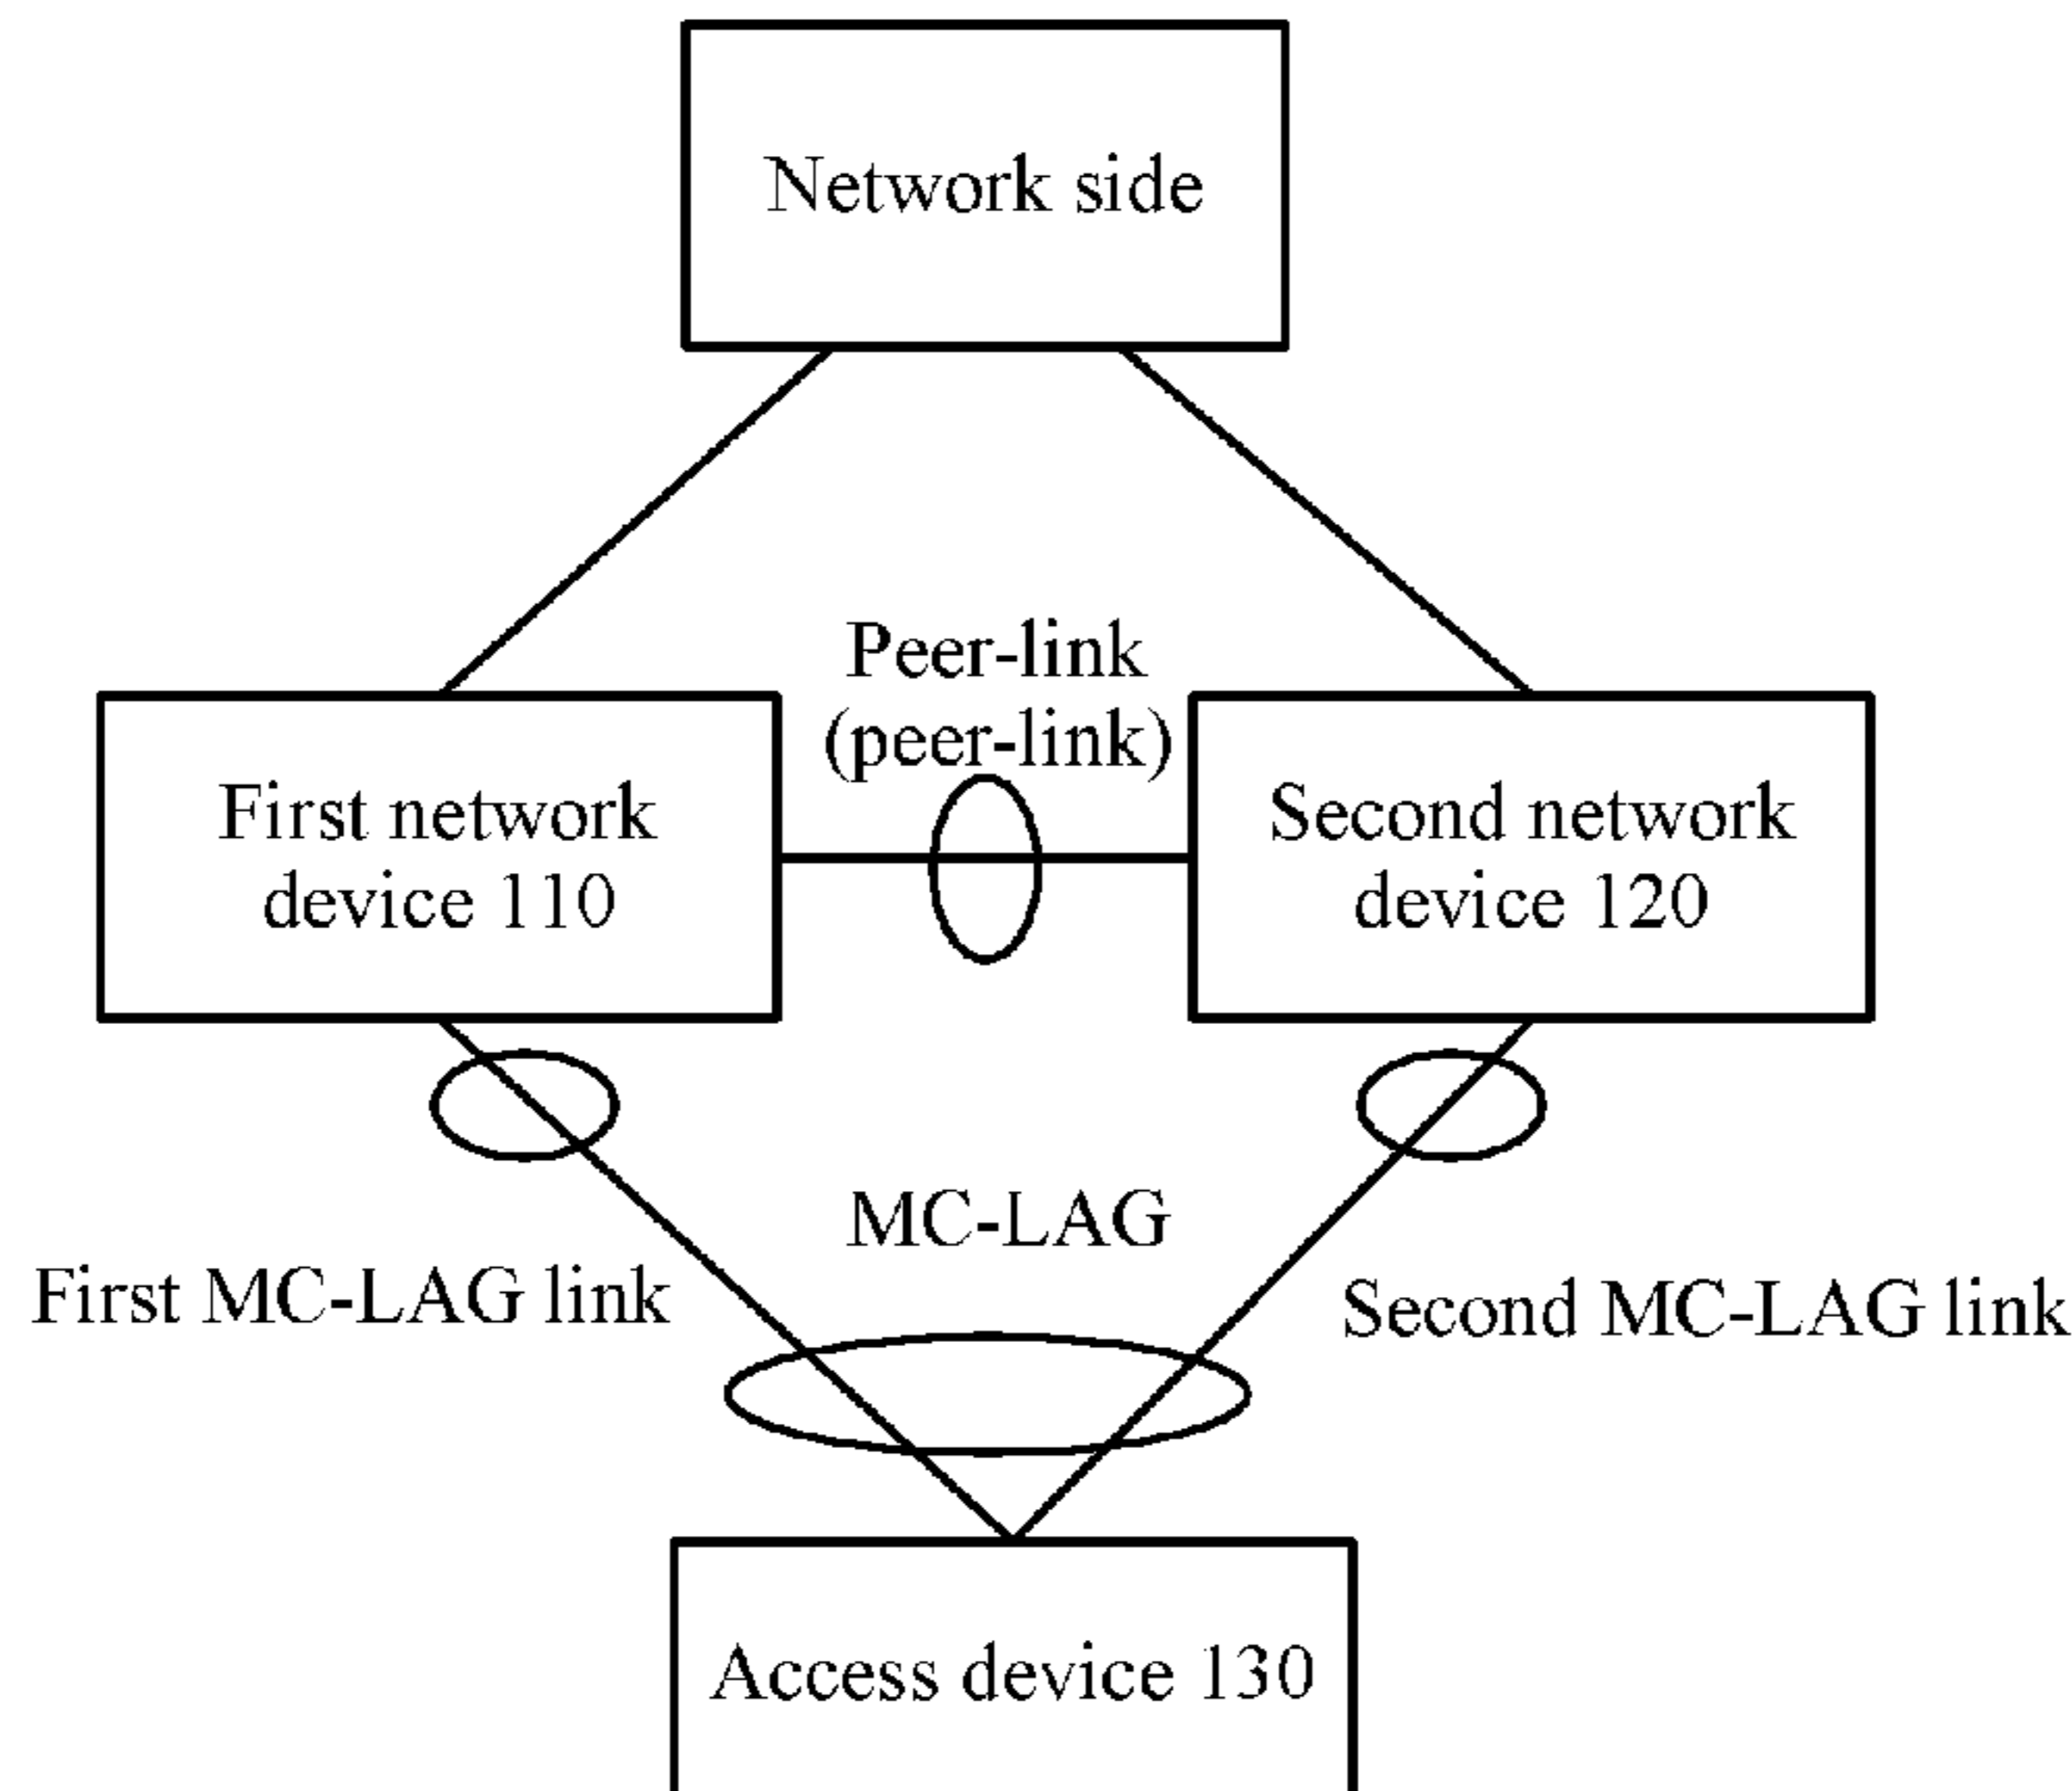 Network side
Peer-link
(peer-link)
First network
device 110
Second network
device 120
MC-LAG
First MC-LAG link
Second MC-LAG link
Access device 130